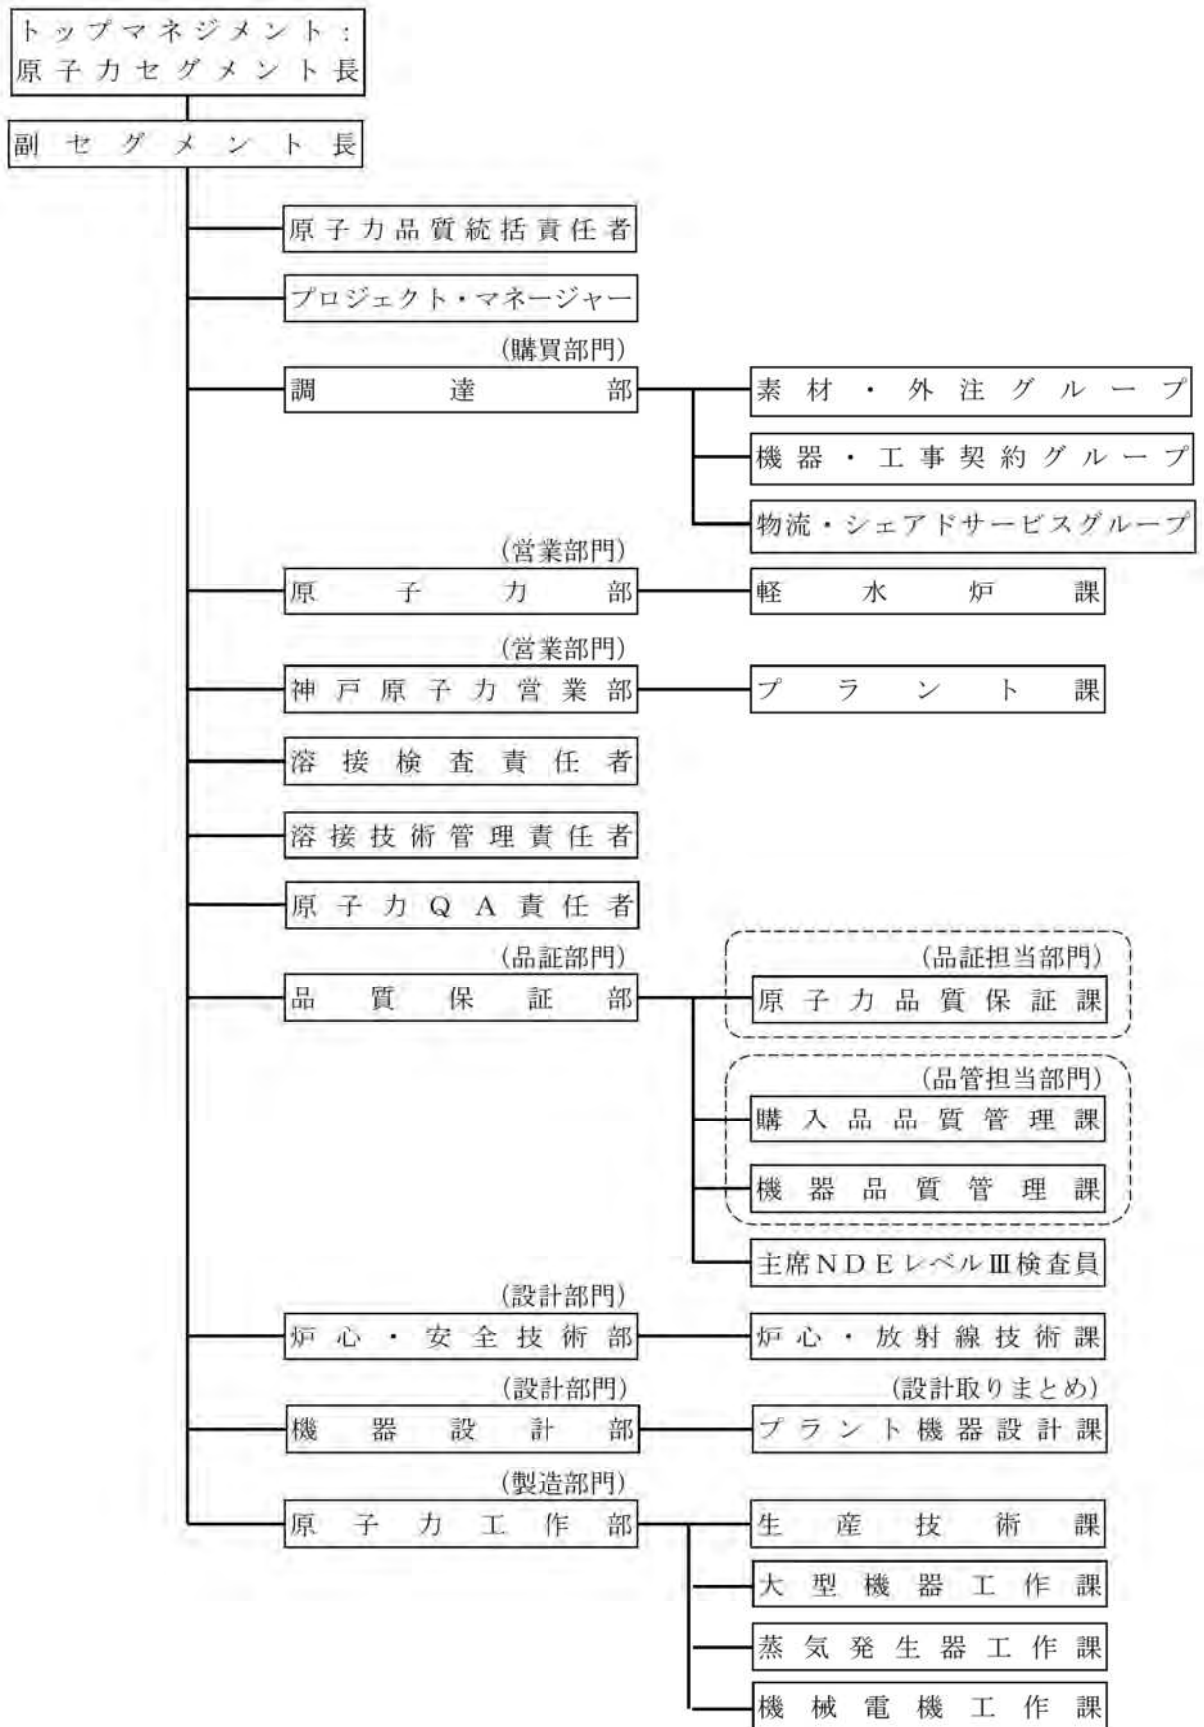 トップマネジメント：
原子力セグメント長
副セグメント長
原子力品質統括責任者
プロジェクト・マネージャー
(購買部門)
調達部
素材・外注グループ
機器・工事契約グループ
物流・シェアドサービスグループ
(営業部門)
原子力部
軽水炉課
(営業部門)
神戸原子力営業部
プラント課
溶接検査責任者
溶接技術管理責任者
原子力QA責任者
(品証部門)
品質保証部
(品証担当部門)
原子力品質保証課
(品管担当部門)
購入品品質管理課
機器品質管理課
主席NDEレベルⅢ検査員
(設計部門)
炉心・安全技術部
炉心・放射線技術課
(設計部門)
機器設計部
(設計取りまとめ)
プラント機器設計課
(製造部門)
原子力工作部
生産技術課
大型機器工作課
蒸気発生器工作課
機械電機工作課